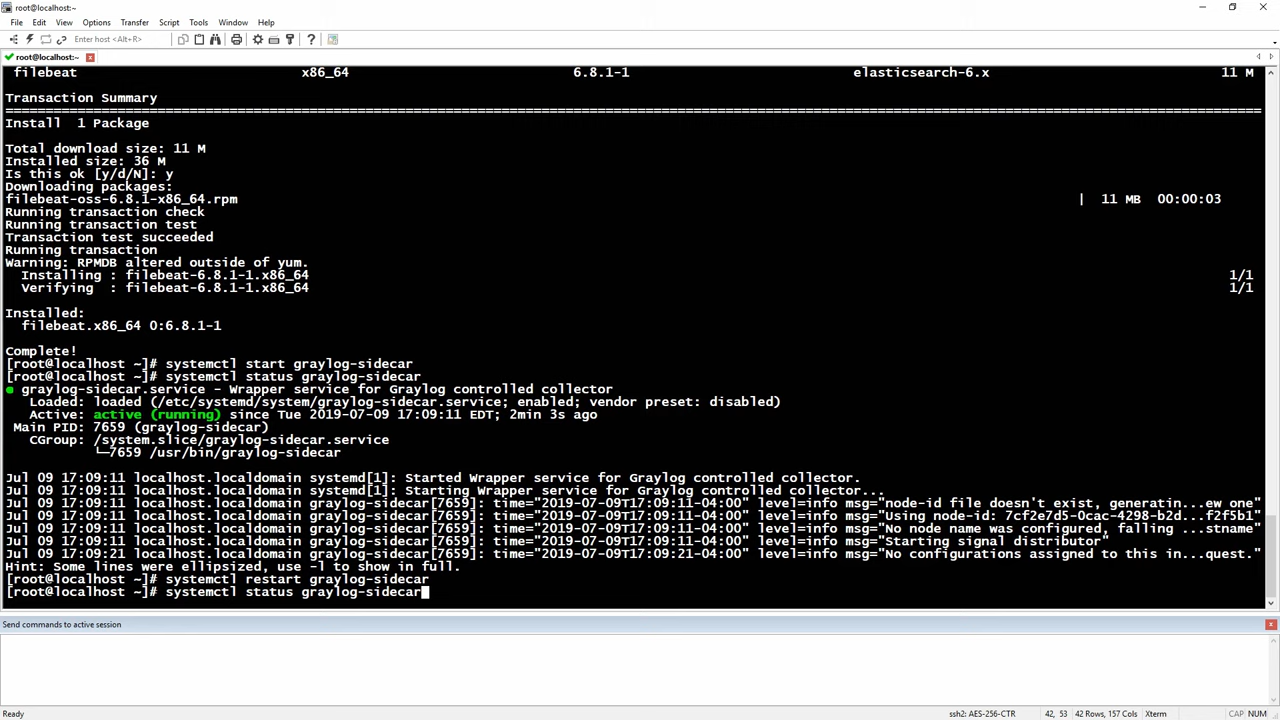 root@localhost:~
File Edit View Options Transfer Script Tools Window Help
Enter host <Alt+R>
root@localhost:~
filebeat x86_64 6.8.1-1 elasticsearch-6.x 11 M
Transaction Summary
================================================================================
Install  1 Package
Total download size: 11 M
Installed size: 36 M
Is this ok [y/d/N]: y
Downloading packages:
filebeat-oss-6.8.1-x86_64.rpm | 11 MB 00:00:03
Running transaction check
Running transaction test
Transaction test succeeded
Running transaction
Warning: RPMDB altered outside of yum.
Installing : filebeat-6.8.1-1.x86_64 1/1
Verifying  : filebeat-6.8.1-1.x86_64 1/1
Installed:
filebeat.x86_64 0:6.8.1-1
Complete!
[root@localhost ~]# systemctl start graylog-sidecar
[root@localhost ~]# systemctl status graylog-sidecar
● graylog-sidecar.service - Wrapper service for Graylog controlled collector
Loaded: loaded (/etc/systemd/system/graylog-sidecar.service; enabled; vendor preset: disabled)
Active: active (running) since Tue 2019-07-09 17:09:11 EDT; 2min 3s ago
Main PID: 7659 (graylog-sidecar)
CGroup: /system.slice/graylog-sidecar.service
└─7659 /usr/bin/graylog-sidecar
Jul 09 17:09:11 localhost.localdomain systemd[1]: Started Wrapper service for Graylog controlled collector.
Jul 09 17:09:11 localhost.localdomain systemd[1]: Starting Wrapper service for Graylog controlled collector...
Jul 09 17:09:11 localhost.localdomain graylog-sidecar[7659]: time="2019-07-09T17:09:11-04:00" level=info msg="node-id file doesn't exist, generatin...ew one"
Jul 09 17:09:11 localhost.localdomain graylog-sidecar[7659]: time="2019-07-09T17:09:11-04:00" level=info msg="Using node-id: 7cf2e7d5-0cac-4298-b2d...f2f5b1"
Jul 09 17:09:11 localhost.localdomain graylog-sidecar[7659]: time="2019-07-09T17:09:11-04:00" level=info msg="No node name was configured, falling ...stname"
Jul 09 17:09:11 localhost.localdomain graylog-sidecar[7659]: time="2019-07-09T17:09:11-04:00" level=info msg="Starting signal distributor"
Jul 09 17:09:21 localhost.localdomain graylog-sidecar[7659]: time="2019-07-09T17:09:21-04:00" level=info msg="No configurations assigned to this in...quest."
Hint: Some lines were ellipsized, use -l to show in full.
[root@localhost ~]# systemctl restart graylog-sidecar
[root@localhost ~]# systemctl status graylog-sidecar
Send commands to active session
Ready ssh2: AES-256-CTR 42, 53 42 Rows, 157 Cols Xterm CAP NUM